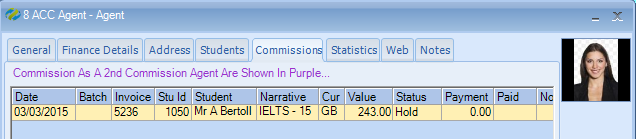 8 ACC Agent - Agent
General Finance Details Address Students Commissions Statistics Web Notes
Commission As A 2nd Commission Agent Are Shown In Purple...
Date Batch Invoice Stu Id Student Narrative Cur Value Status Payment Paid No
03/03/2015 5236 1050 Mr A Bertoll IELTS - 15 GB 243.00 Hold 0.00